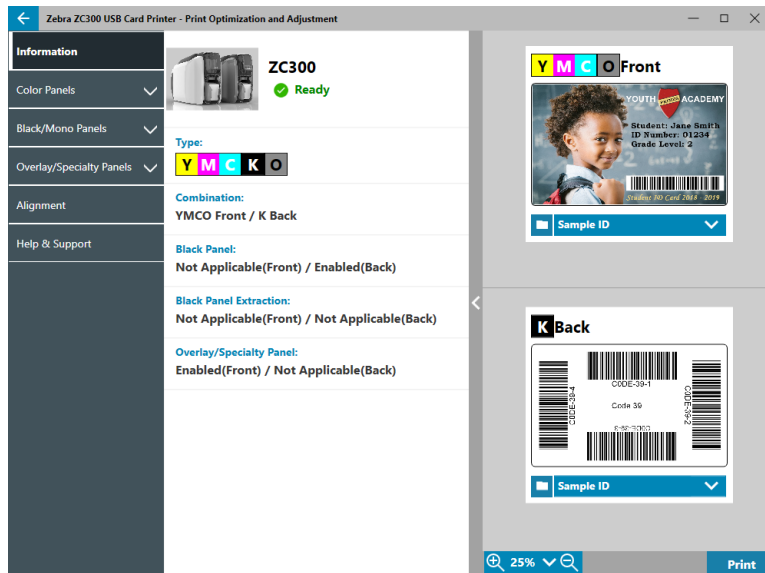 Zebra ZC300 USB Card Printer - Print Optimization and Adjustment
Information
Color Panels
Black/Mono Panels
Overlay/Specialty Panels
Alignment
Help & Support
ZC300
Ready
Type:
Y M C K O
Combination:
YMCO Front / K Back
Black Panel:
Not Applicable(Front) / Enabled(Back)
Black Panel Extraction:
Not Applicable(Front) / Not Applicable(Back)
Overlay/Specialty Panel:
Enabled(Front) / Not Applicable(Back)
Y M C O Front
YOUTH ACADEMY
Student: Jane Smith
ID Number: 01234
Grade Level: 2
Student ID Card 2018 - 2019
Sample ID
K Back
CODE-39-1
CODE-39-4
Code 39
CODE-39-2
CODE-39-3
Sample ID
25%
Print